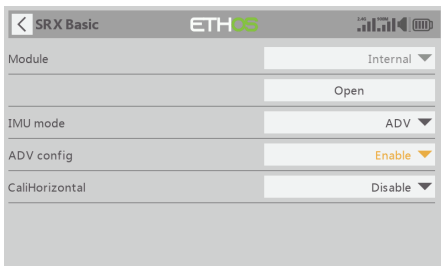 SRX Basic ETHOS
Module Internal
Open
IMU mode ADV
ADV config Enable
CaliHorizontal Disable